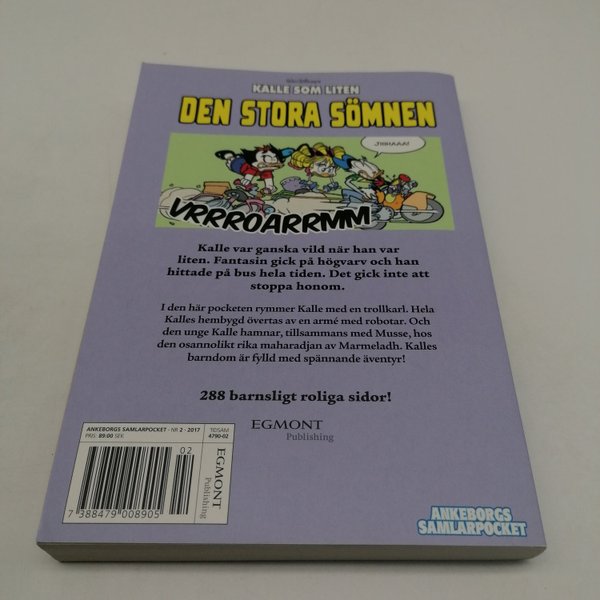 Walt Disney's
KALLE SOM LITEN
DEN STORA SÖMNEN
JIIIHAAA!
VRRROARRMM
Kalle var ganska vild när han var
liten. Fantasin gick på högvarv och han
hittade på bus hela tiden. Det gick inte att
stoppa honom.
I den här pocketen rymmer Kalle med en trollkarl. Hela
Kalles hembygd övertas av en armé med robotar. Och
den unge Kalle hamnar, tillsammans med Musse, hos
den osannolikt rika maharadjan av Marmeladh. Kalles
barndom är fylld med spännande äventyr!
288 barnsligt roliga sidor!
EGMONT
Publishing
ANKEBORGS SAMLARPOCKET • NR 2 • 2017
PRIS 89:00 SEK
TIDSAM
4790-02
02
7 388479 008905
EGMONT
Publishing
ANKEBORGS
SAMLARPOCKET